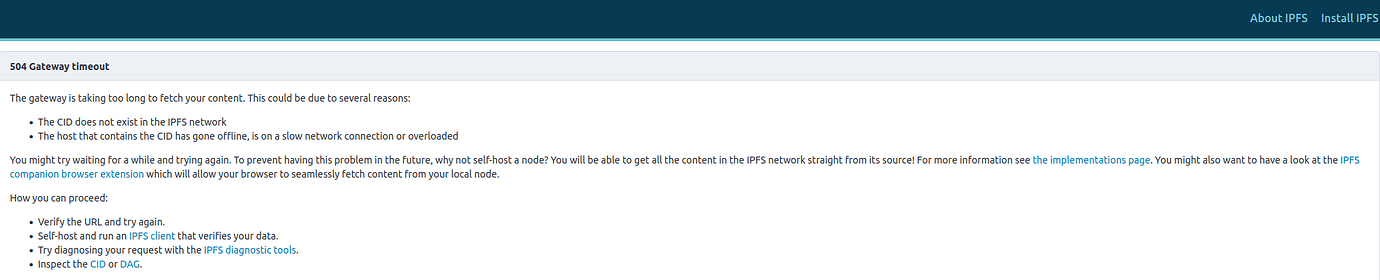 About IPFS Install IPFS
504 Gateway timeout
The gateway is taking too long to fetch your content. This could be due to several reasons:
• The CID does not exist in the IPFS network
• The host that contains the CID has gone offline, is on a slow network connection or overloaded
You might try waiting for a while and trying again. To prevent having this problem in the future, why not self-host a node? You will be able to get all the content in the IPFS network straight from its source! For more information see the implementations page. You might also want to have a look at the IPFS
companion browser extension which will allow your browser to seamlessly fetch content from your local node.
How you can proceed:
• Verify the URL and try again.
• Self-host and run an IPFS client that verifies your data.
• Try diagnosing your request with the IPFS diagnostic tools.
• Inspect the CID or DAG.